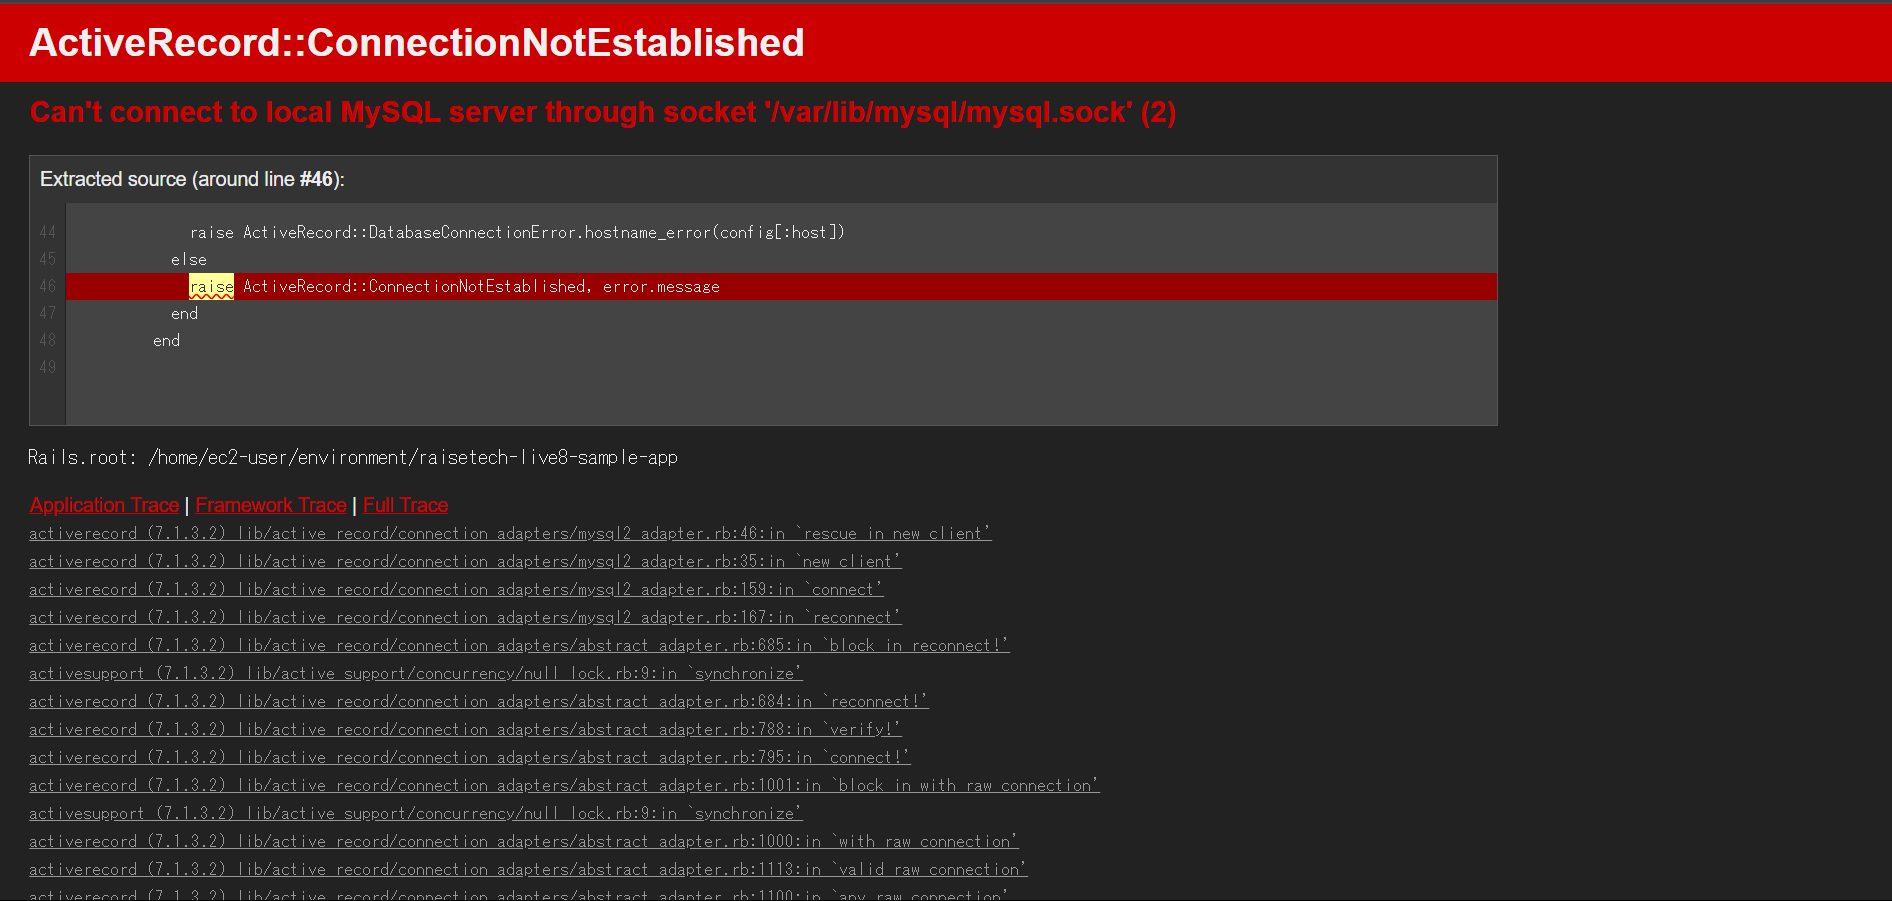 ActiveRecord::ConnectionNotEstablished
Can't connect to local MySQL server through socket '/var/lib/mysql/mysql.sock' (2)
Extracted source (around line #46):
44 raise ActiveRecord::DatabaseConnectionError.hostname_error(config[:host])
45 else
46 raise ActiveRecord::ConnectionNotEstablished, error.message
47 end
48 end
49
Rails.root: /home/ec2-user/environment/raisetech-live8-sample-app
Application Trace | Framework Trace | Full Trace
activerecord (7.1.3.2) lib/active_record/connection_adapters/mysql2_adapter.rb:46:in `rescue in new_client'
activerecord (7.1.3.2) lib/active_record/connection_adapters/mysql2_adapter.rb:35:in `new_client'
activerecord (7.1.3.2) lib/active_record/connection_adapters/mysql2_adapter.rb:159:in `connect'
activerecord (7.1.3.2) lib/active_record/connection_adapters/mysql2_adapter.rb:167:in `reconnect'
activerecord (7.1.3.2) lib/active_record/connection_adapters/abstract_adapter.rb:685:in `block in reconnect!'
activesupport (7.1.3.2) lib/active_support/concurrency/null_lock.rb:9:in `synchronize'
activerecord (7.1.3.2) lib/active_record/connection_adapters/abstract_adapter.rb:684:in `reconnect!'
activerecord (7.1.3.2) lib/active_record/connection_adapters/abstract_adapter.rb:788:in `verify!'
activerecord (7.1.3.2) lib/active_record/connection_adapters/abstract_adapter.rb:795:in `connect!'
activerecord (7.1.3.2) lib/active_record/connection_adapters/abstract_adapter.rb:1001:in `block in with_raw_connection'
activesupport (7.1.3.2) lib/active_support/concurrency/null_lock.rb:9:in `synchronize'
activerecord (7.1.3.2) lib/active_record/connection_adapters/abstract_adapter.rb:1000:in `with_raw_connection'
activerecord (7.1.3.2) lib/active_record/connection_adapters/abstract_adapter.rb:1113:in `valid_raw_connection'
activerecord (7.1.3.2) lib/active_record/connection_adapters/abstract_adapter.rb:1100:in `any_raw_connection'